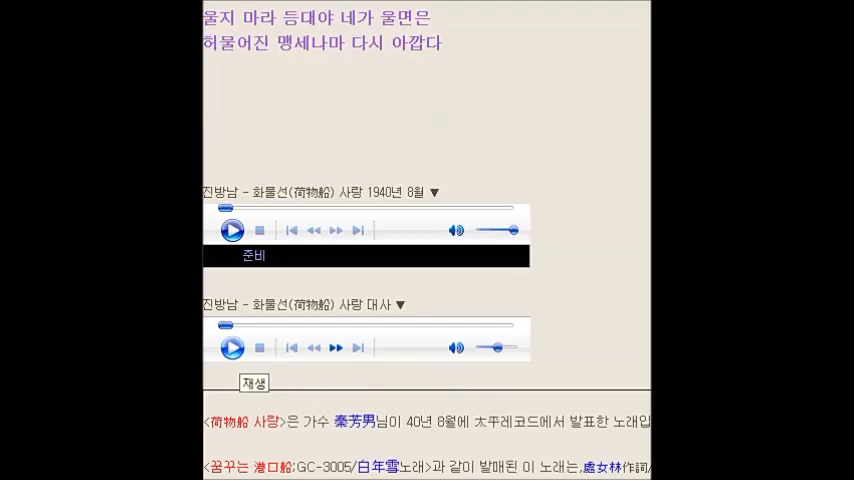 울지 마라 등대야 네가 울면은
허물어진 맹세나마 다시 아깝다
진방남 - 화물선(荷物船) 사랑 1940년 8월 ▼
준비
진방남 - 화물선(荷物船) 사랑 대사 ▼
재생
<荷物船 사랑>은 가수 秦芳男님이 40년 8월에 太平레코드에서 발표한 노래입
<꿈꾸는 港口船;GC-3005/白年雪노래>과 같이 발매된 이 노래는,處女林作詞/